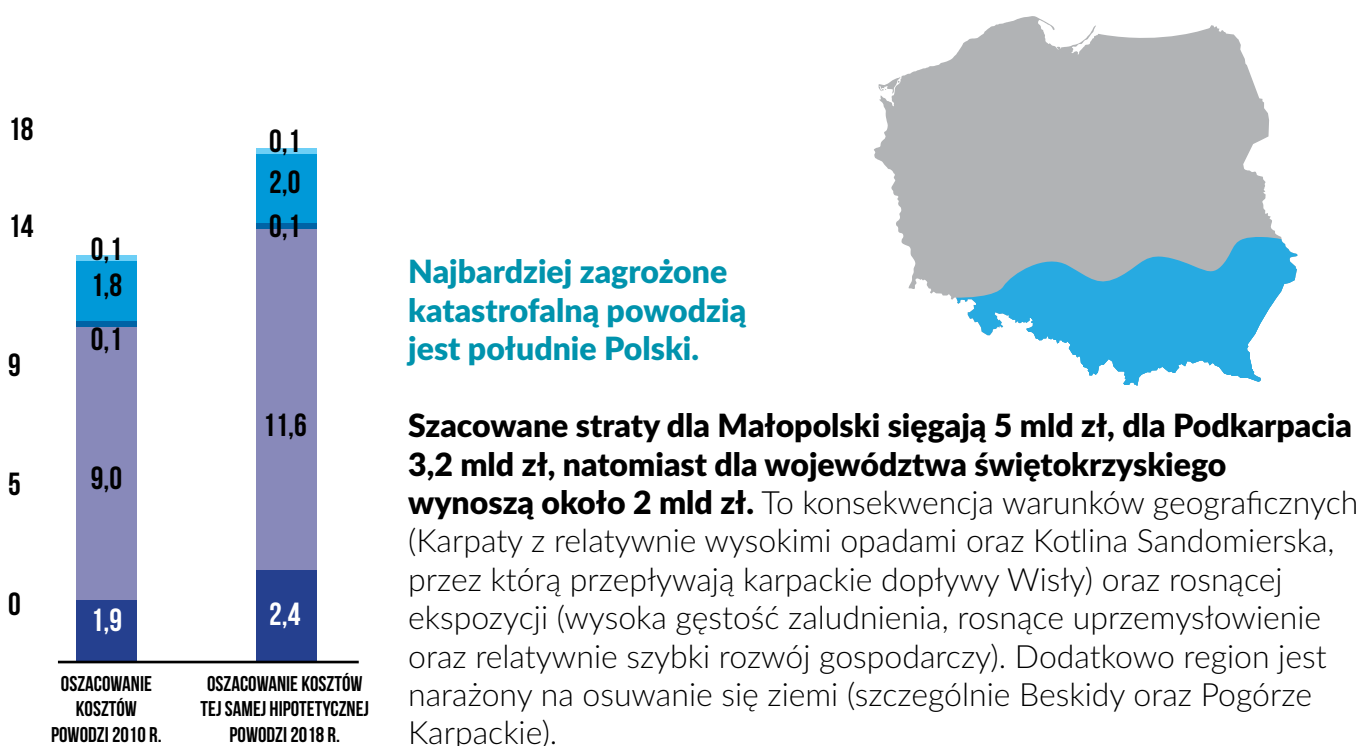 18
14
9
5
0
0,1
1,8
0,1
9,0
1,9
0,1
2,0
0,1
11,6
2,4
OSZACOWANIE
KOSZTÓW
POWODZI 2010 R.
OSZACOWANIE KOSZTÓW
TEJ SAMEJ HIPOTETYCZNEJ
POWODZI 2018 R.
Najbardziej zagrożone
katastrofalną powodzią
jest południe Polski.
Szacowane straty dla Małopolski sięgają 5 mld zł, dla Podkarpacia
3,2 mld zł, natomiast dla województwa świętokrzyskiego
wynoszą około 2 mld zł. To konsekwencja warunków geograficznych
(Karpaty z relatywnie wysokimi opadami oraz Kotlina Sandomierska,
przez którą przepływają karpackie dopływy Wisły) oraz rosnącej
ekspozycji (wysoka gęstość zaludnienia, rosnące uprzemysłowienie
oraz relatywnie szybki rozwój gospodarczy). Dodatkowo region jest
narażony na osuwanie się ziemi (szczególnie Beskidy oraz Pogórze
Karpackie).